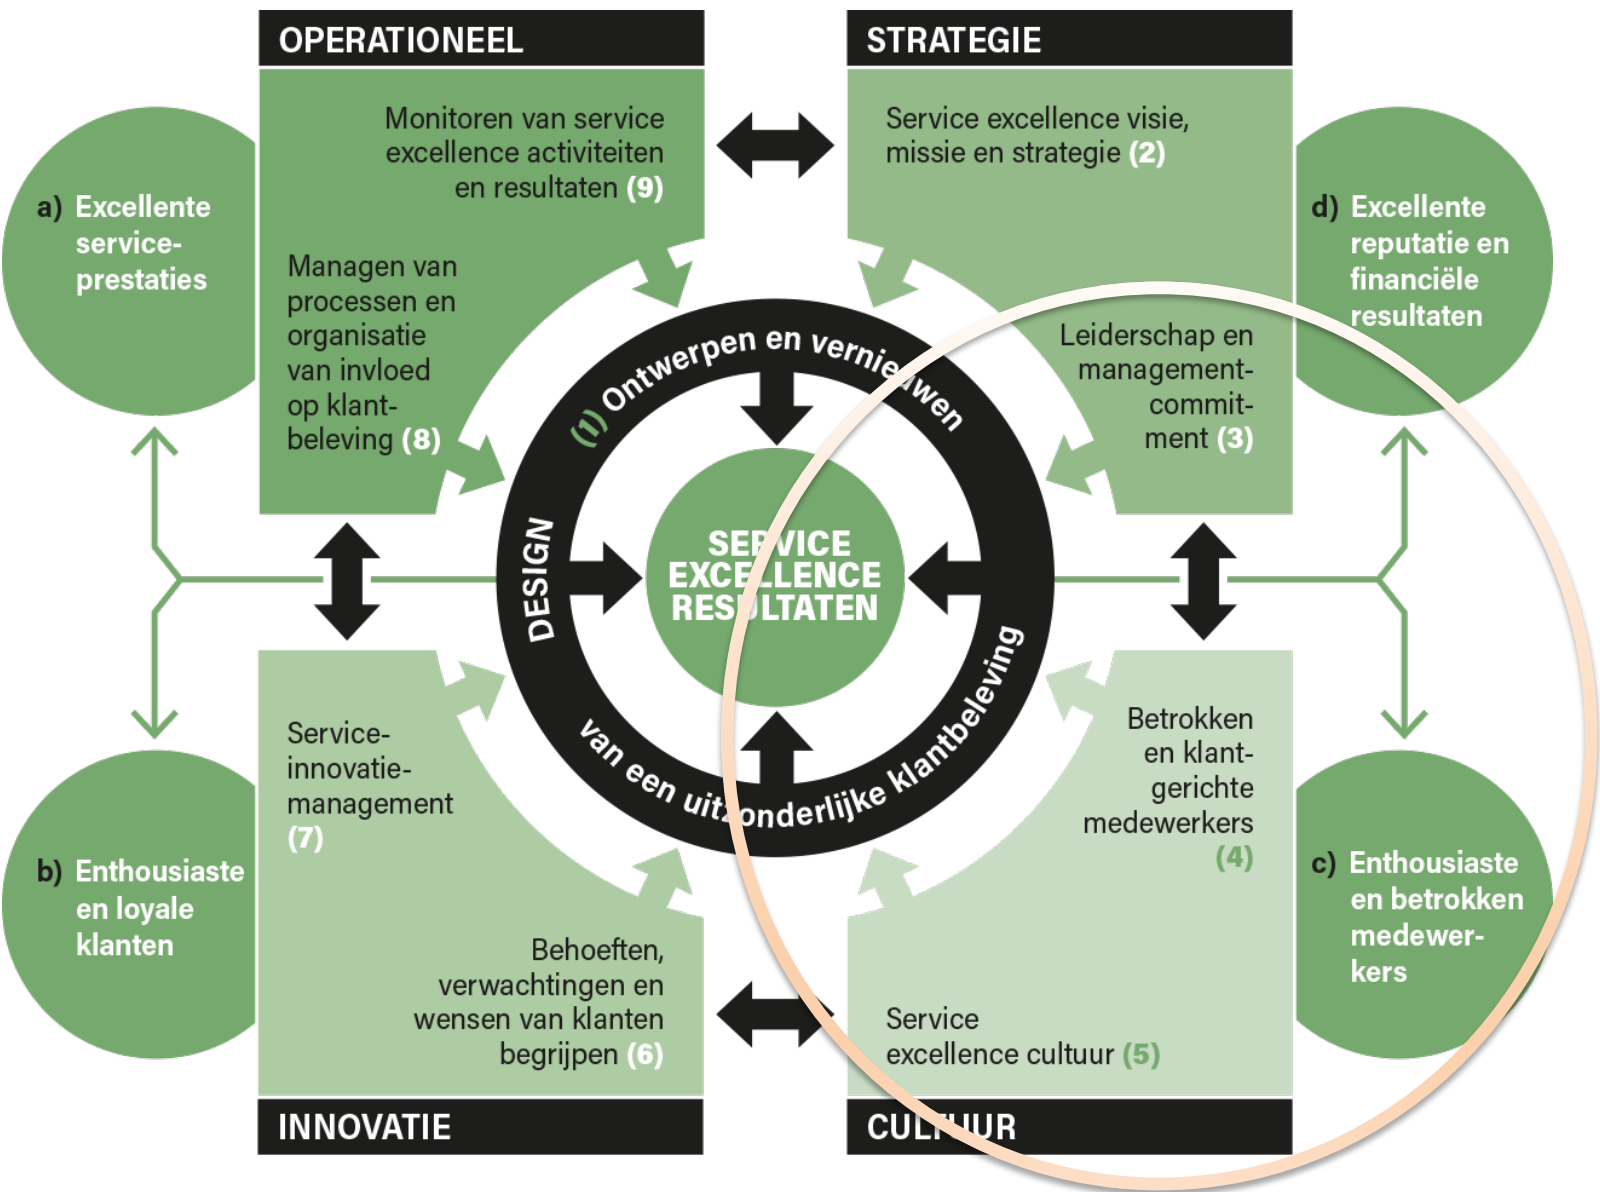 OPERATIONEEL
Monitoren van service
excellence activiteiten
en resultaten (9)
Managen van
processen en
organisatie
van invloed
op klant-
beleving (8)
STRATEGIE
Service excellence visie,
missie en strategie (2)
Leiderschap en
management-
commit-
ment (3)
a) Excellente
service-
prestaties
d) Excellente
reputatie en
financiële
resultaten
(1) Ontwerpen en vernieuwen
DESIGN
van een uitzonderlijke klantbeleving
SERVICE
EXCELLENCE
RESULTATEN
b) Enthousiaste
en loyale
klanten
Service-
innovatie-
management
(7)
Behoeften,
verwachtingen en
wensen van klanten
begrijpen (6)
INNOVATIE
Betrokken
en klant-
gerichte
medewerkers
(4)
Service
excellence cultuur (5)
CULTUUR
c) Enthousiaste
en betrokken
medewer-
kers